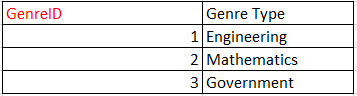 GenreID Genre Type
1 Engineering
2 Mathematics
3 Government